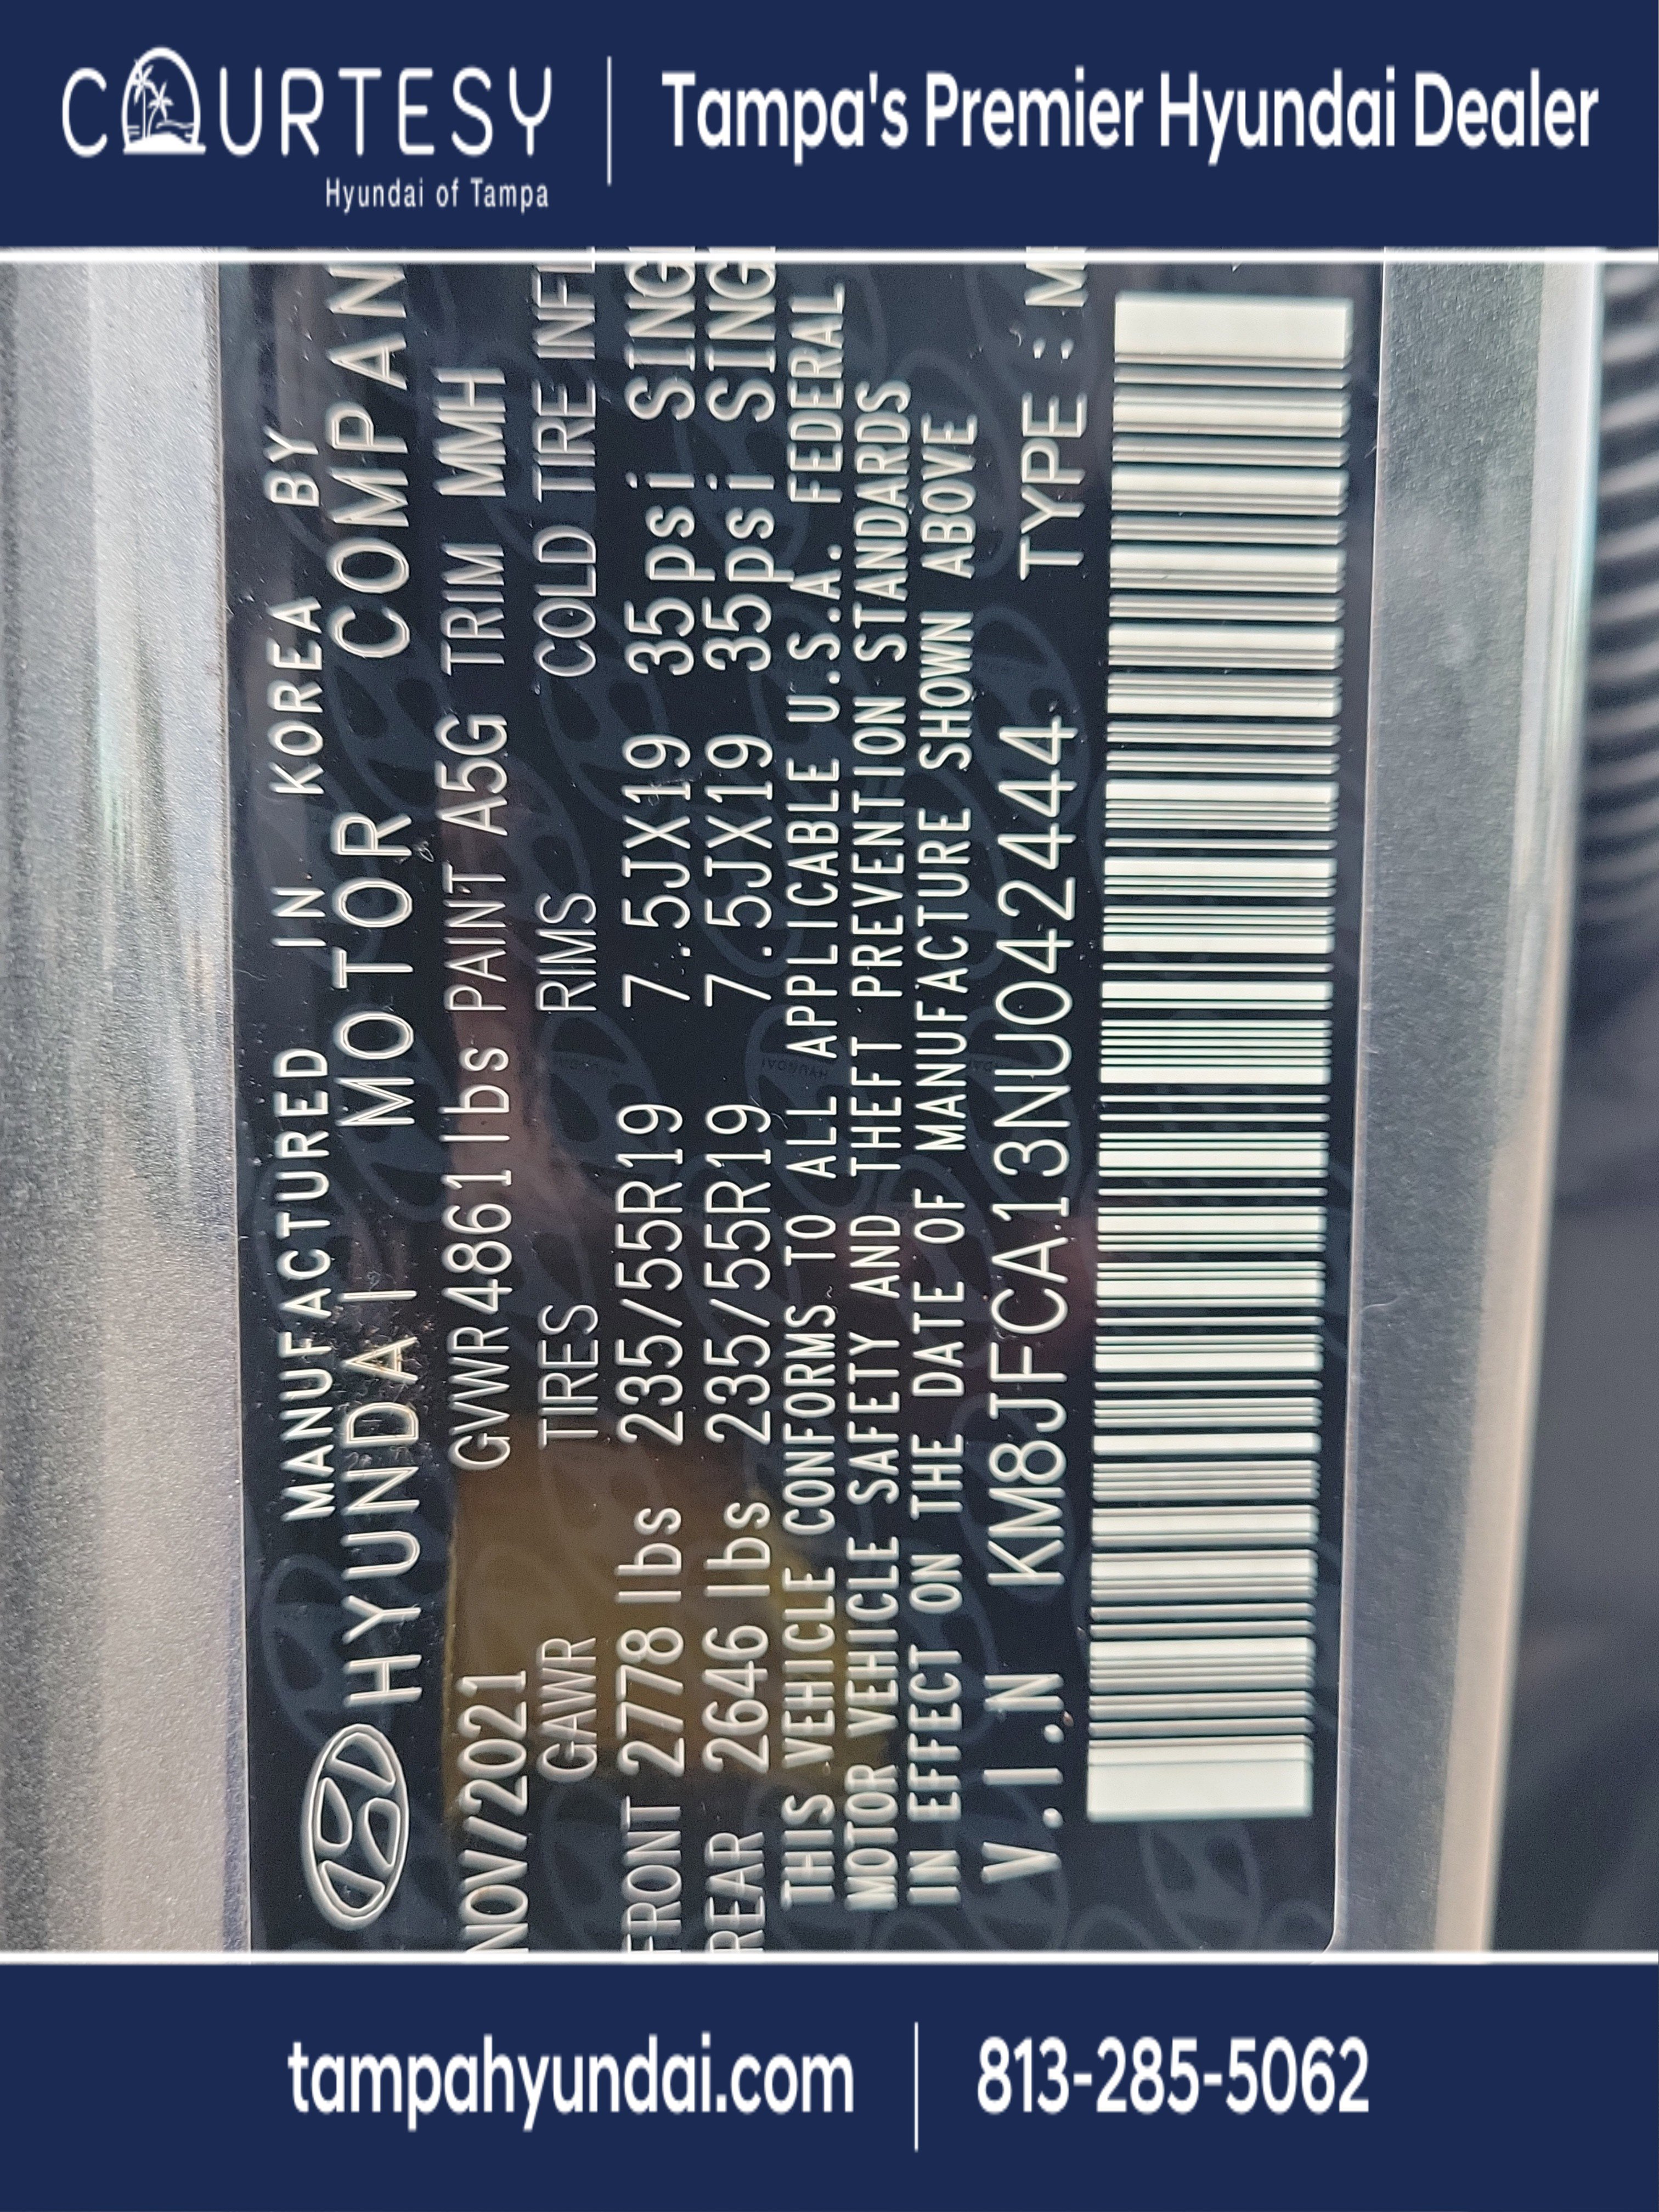 COURTESY
Hyundai of Tampa
Tampa's Premier Hyundai Dealer
MANUFACTURED IN KOREA BY
HYUNDAI MOTOR COMPAN
NOV/2021 GVWR 4861lbs PAINT A5G TRIM MMH
GAWR TIRES RIMS COLD TIRE INFL
FRONT 2778 lbs 235/55R19 7.5JX19 35psi SING
REAR 2646 lbs 235/55R19 7.5JX19 35psi SING
THIS VEHICLE CONFORMS TO ALL APPLICABLE U.S.A. FEDERAL
MOTOR VEHICLE SAFETY AND THEFT PREVENTION STANDARDS
IN EFFECT ON THE DATE OF MANUFACTURE SHOWN ABOVE
V.I.N KM8JFCA13NU042444 TYPE : M
tampahyundai.com
813-285-5062